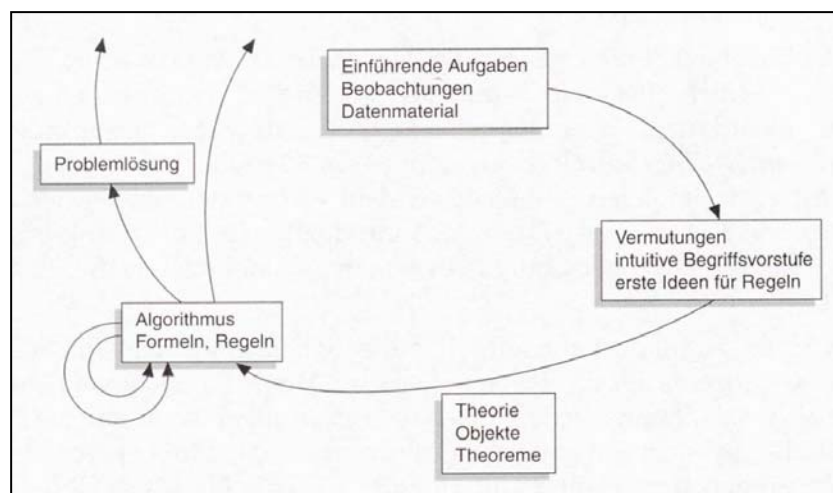 Einführende Aufgaben
Beobachtungen
Datenmaterial
Problemlösung
Vermutungen
intuitive Begriffsvorstufe
erste Ideen für Regeln
Algorithmus
Formeln, Regeln
Theorie
Objekte
Theoreme